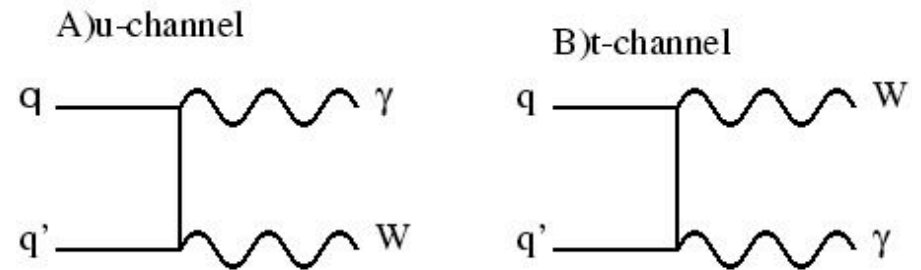 A)u-channel
B)t-channel
q
γ
q
W
q’
W
q’
γ